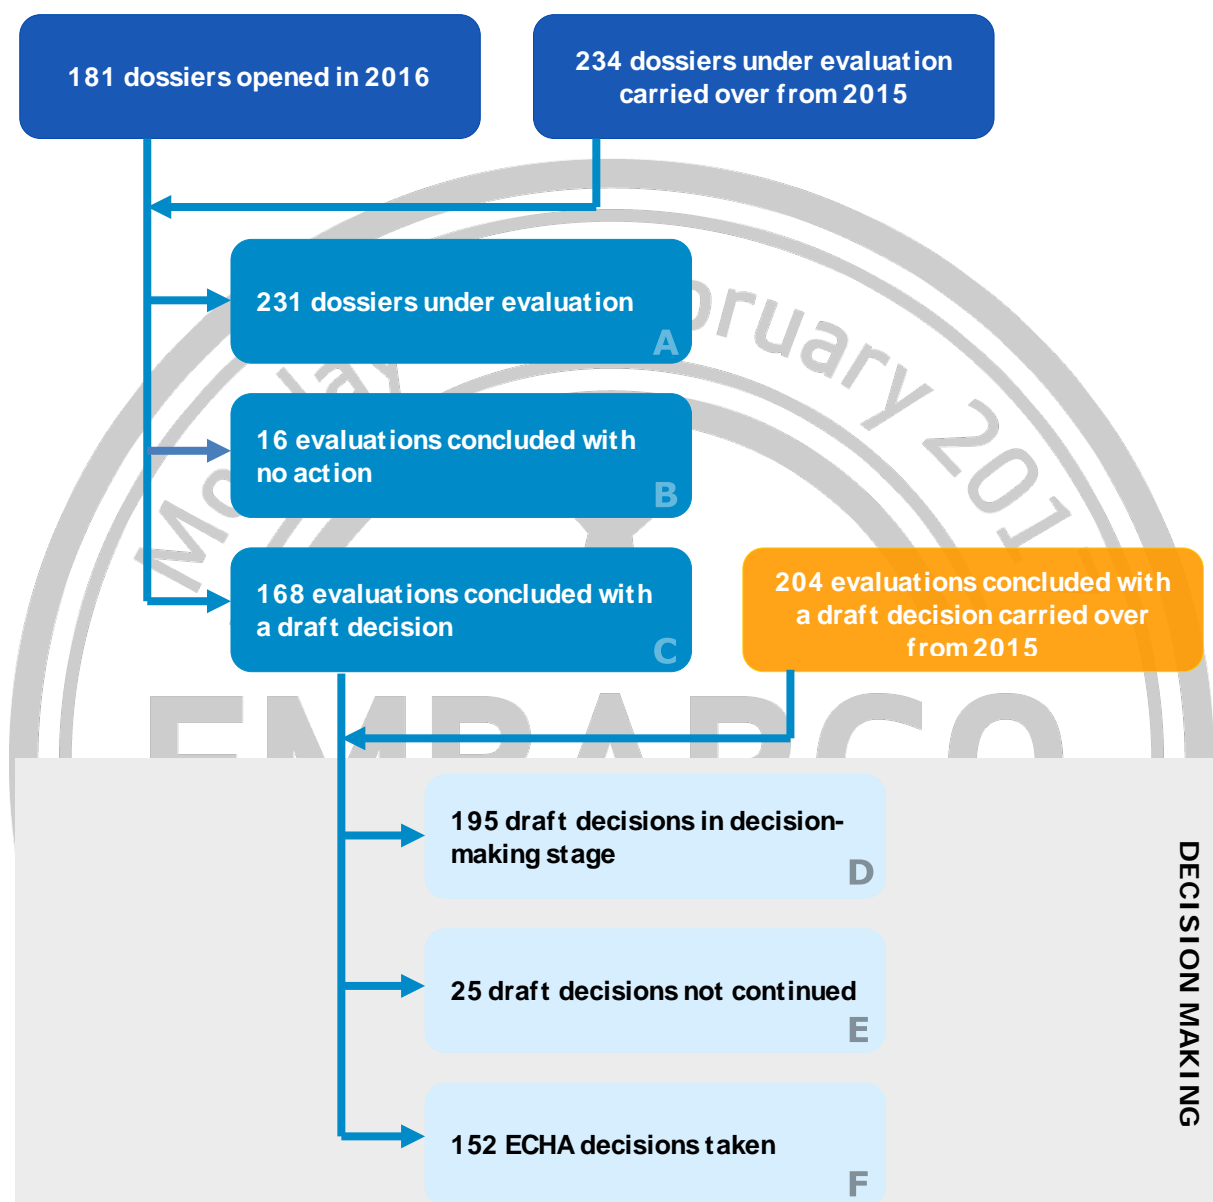 181 dossiers opened in 2016
234 dossiers under evaluation
carried over from 2015
231 dossiers under evaluation
A
16 evaluations concluded with
no action
B
168 evaluations concluded with
a draft decision
C
204 evaluations concluded with
a draft decision carried over
from 2015
195 draft decisions in decision-
making stage
D
25 draft decisions not continued
E
152 ECHA decisions taken
F
DECISION MAKING
EMBARGO